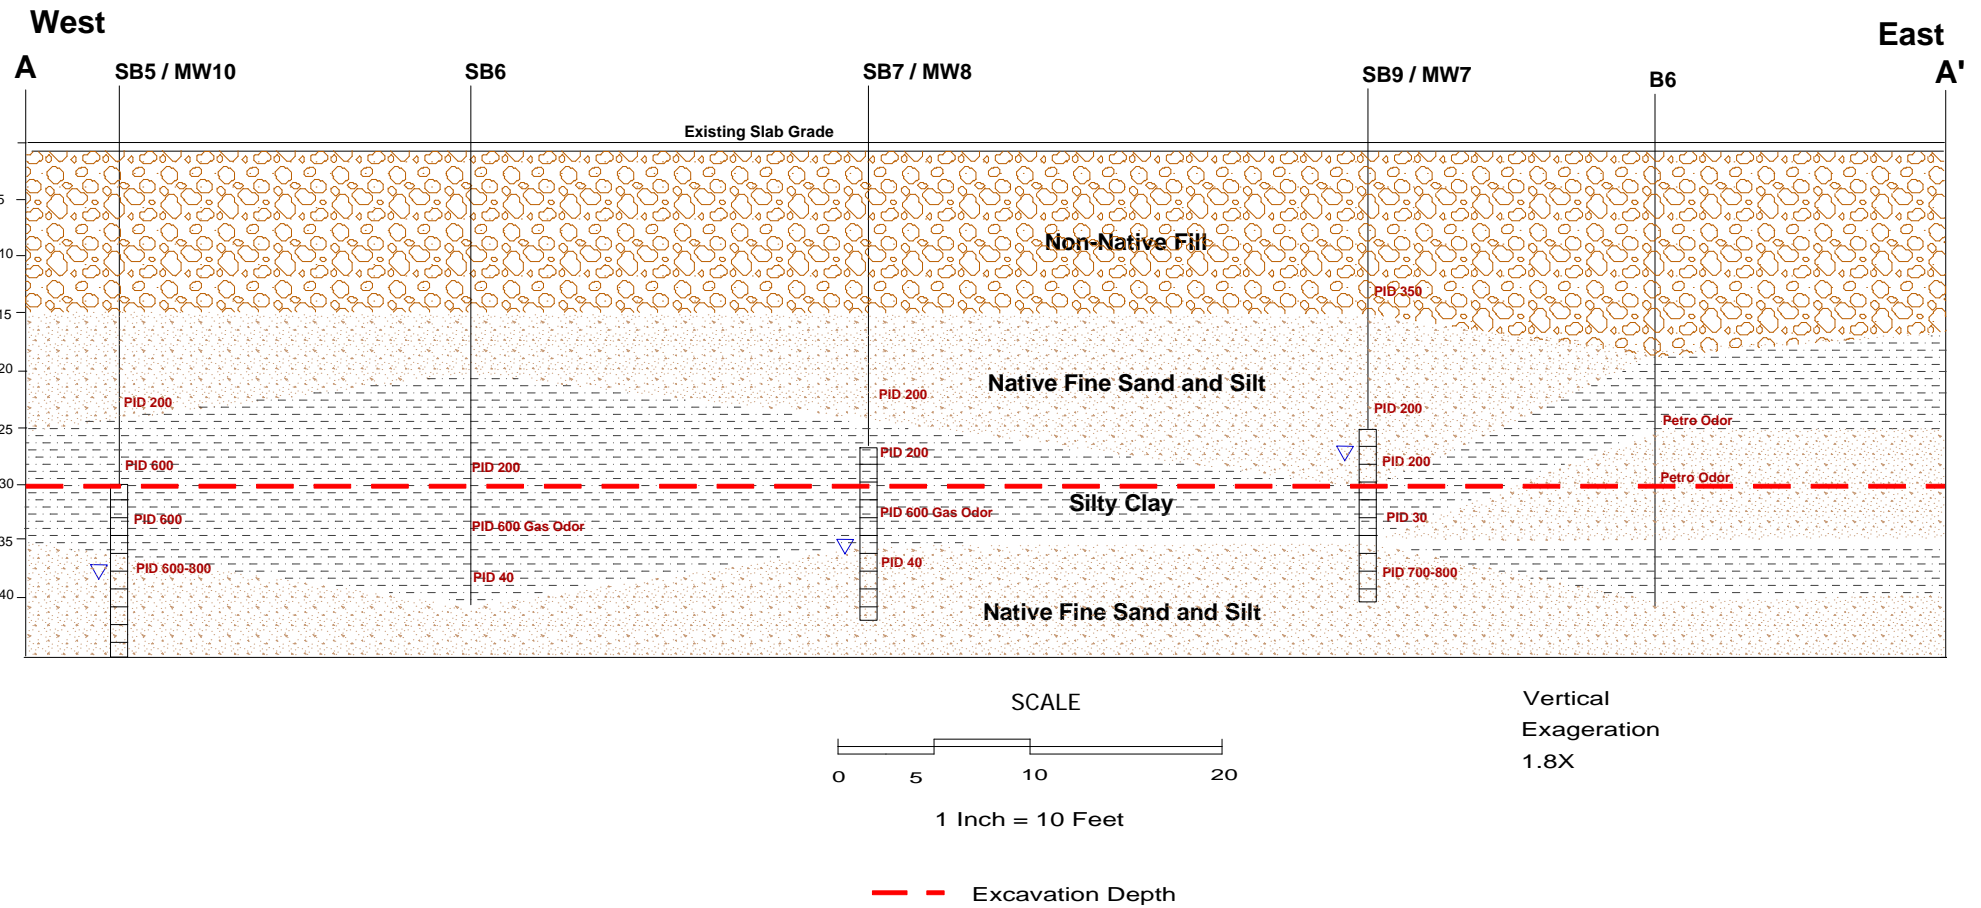 West
East
A
SB5 / MW10
SB6
SB7 / MW8
SB9 / MW7
B6
A'
Existing Slab Grade
5
10
15
20
25
30
35
40
Non-Native Fill
PID 350
Native Fine Sand and Silt
PID 200
PID 200
PID 200
Petro Odor
PID 600
PID 200
PID 200
PID 200
Petro Odor
Silty Clay
PID 600
PID 600 Gas Odor
PID 600 Gas Odor
PID 30
PID 600-800
PID 40
PID 40
PID 700-800
Native Fine Sand and Silt
SCALE
0 5 10 20
1 Inch = 10 Feet
Vertical
Exageration
1.8X
Excavation Depth